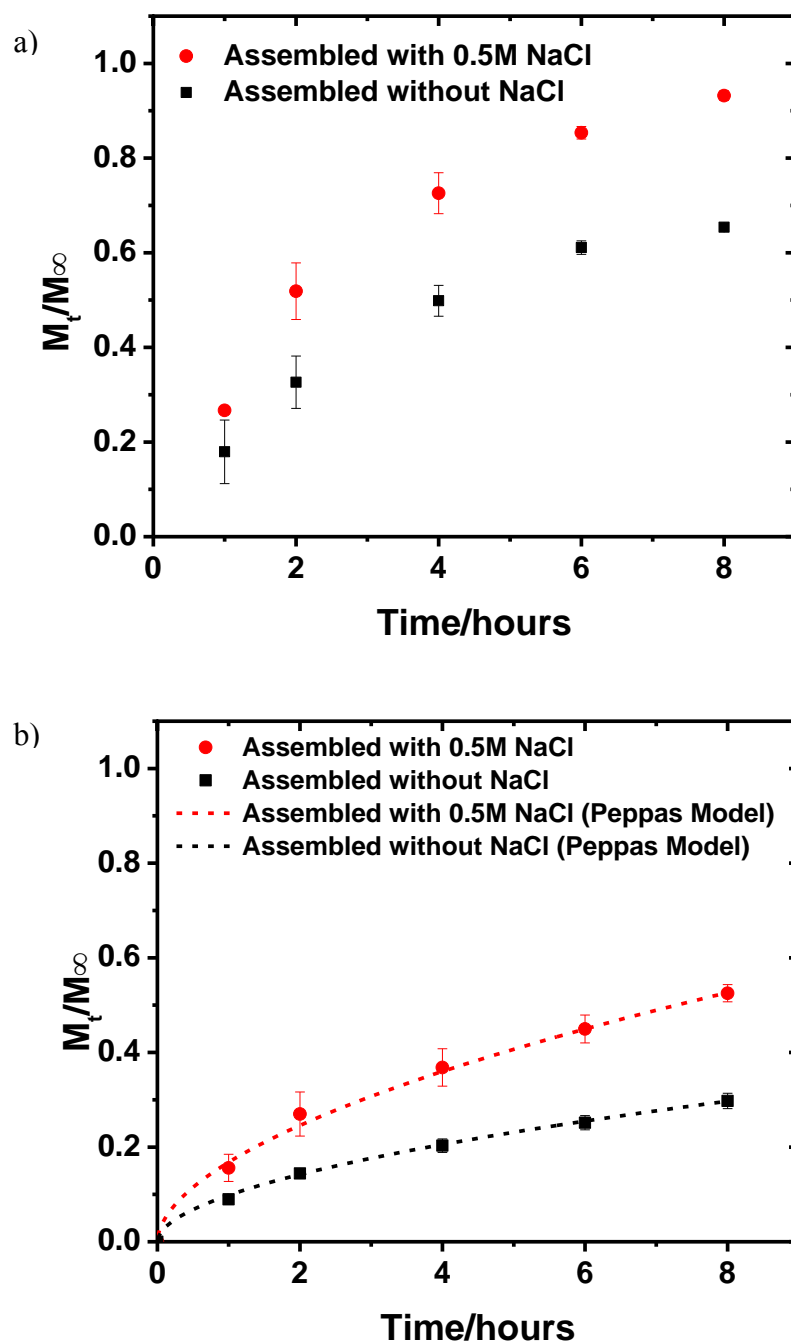 a)
Assembled with 0.5M NaCl
Assembled without NaCl
1.0
0.8
0.6
0.4
0.2
0.0
Mt/M∞
0 2 4 6 8
Time/hours
b)
Assembled with 0.5M NaCl
Assembled without NaCl
Assembled with 0.5M NaCl (Peppas Model)
Assembled without NaCl (Peppas Model)
1.0
0.8
0.6
0.4
0.2
0.0
Mt/M∞
0 2 4 6 8
Time/hours